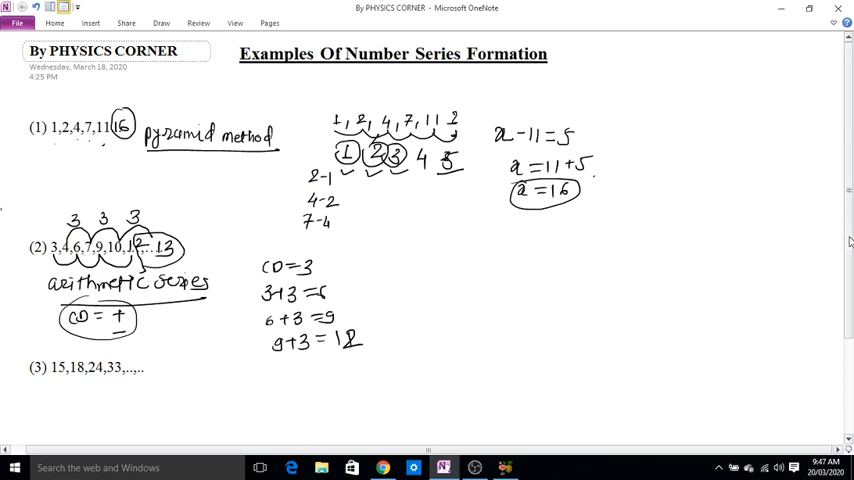 By PHYSICS CORNER - Microsoft OneNote
File Home Insert Share Draw Review View Pages
By PHYSICS CORNER
Wednesday, March 18, 2020
4:25 PM
Examples Of Number Series Formation
(1) 1,2,4,7,11 16
pyramid method
1, 2, 4, 7, 11 2
1 2 3 4 5
2-1
4-2
7-4
x - 11 = 5
x = 11 + 5
x = 16
3 3 3
(2) 3,4,6,7,9,10,12,... 13
arithmetic series
CD = +
CD = 3
3+3 = 6
6+3 = 9
9+3 = 12
(3) 15,18,24,33,..,..
Search the web and Windows
9:47 AM
20/03/2020